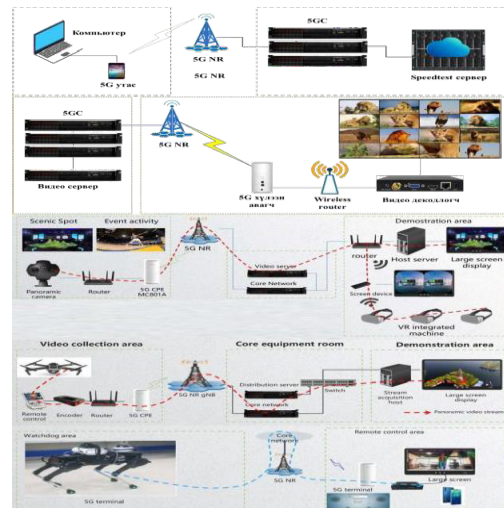 Компьютер
5G утас
5G NR
5G NR
5GC
Speedtest сервер
5GC
Видео сервер
5G NR
5G хүлээн
авагч
Wireless
router
Видео декодлогч
Scenic Spot
Event activity
Panoramic
camera
Router
5G CPE
MC801A
5G NR
Video server
Core Network
Demostration area
router
Host server
Large screen
display
Screen device
VR integrated
machine
Video collection area
Core equipment room
Demonstration area
Remote
control
Encoder
Router
5G CPE
5G NR gNB
Distribution server
Core network
Switch
Stream
acquisition
host
Large screen
display
Panoramic video stream
Watchdog area
5G terminal
Core
network
5G NR
Remote control area
5G terminal
Large screen